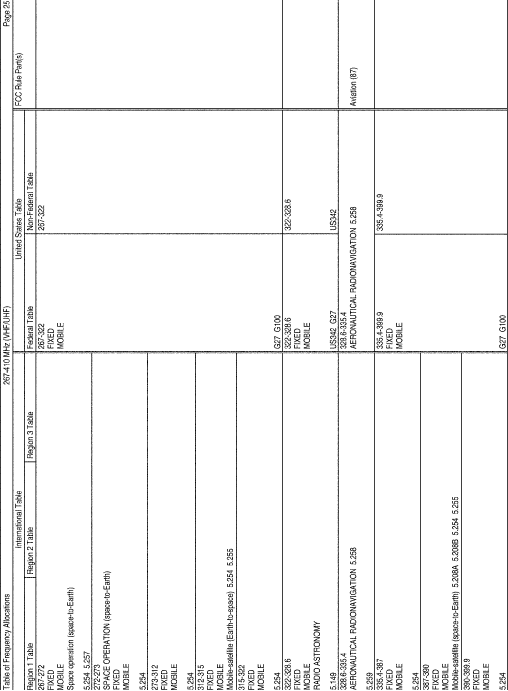 Table of Frequency Allocations
267-410 MHz (VHF/UHF)
Page 25
International Table
United States Table
FCC Rule Part(s)
Region 1 Table
Region 2 Table
Region 3 Table
Federal Table
Non-Federal Table
267-272
FIXED
MOBILE
Space operation (space-to-Earth)
5.254 5.257
272-273
SPACE OPERATION (space-to-Earth)
FIXED
MOBILE
5.254
273-312
FIXED
MOBILE
5.254
312-315
FIXED
MOBILE
Mobile-satellite (Earth-to-space) 5.254 5.255
315-322
FIXED
MOBILE
5.254
267-322
FIXED
MOBILE
G27 G100
267-322
322-328.6
FIXED
MOBILE
RADIO ASTRONOMY
5.149
322-328.6
FIXED
MOBILE
US342 G27
322-328.6
US342
328.6-335.4
AERONAUTICAL RADIONAVIGATION 5.258
5.259
328.6-335.4
AERONAUTICAL RADIONAVIGATION 5.258
Aviation (87)
335.4-387
FIXED
MOBILE
5.254
387-390
FIXED
MOBILE
Mobile-satellite (space-to-Earth) 5.208A 5.208B 5.254 5.255
390-399.9
FIXED
MOBILE
5.254
335.4-399.9
FIXED
MOBILE
G27 G100
335.4-399.9